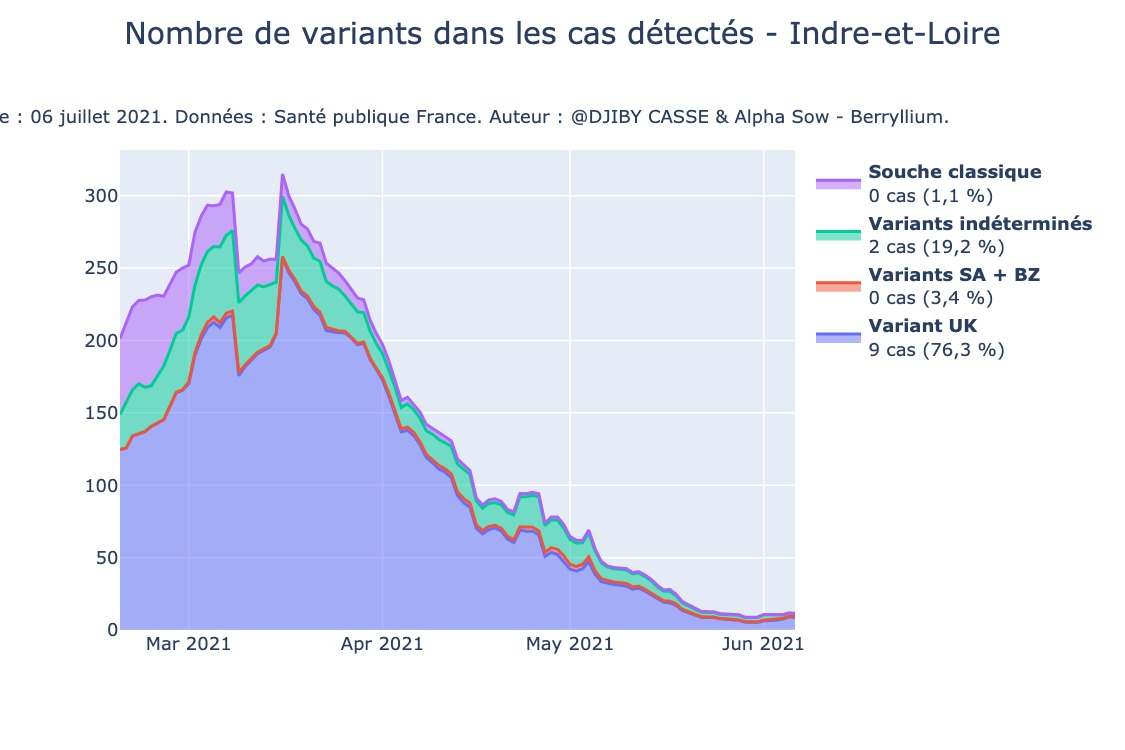 Nombre de variants dans les cas détectés - Indre-et-Loire
: 06 juillet 2021. Données : Santé publique France. Auteur : @DJIBY CASSE & Alpha Sow - Berryllium.
Souche classique
0 cas (1,1 %)
Variants indéterminés
2 cas (19,2 %)
Variants SA + BZ
0 cas (3,4 %)
Variant UK
9 cas (76,3 %)
300
250
200
150
100
50
0
Mar 2021
Apr 2021
May 2021
Jun 2021